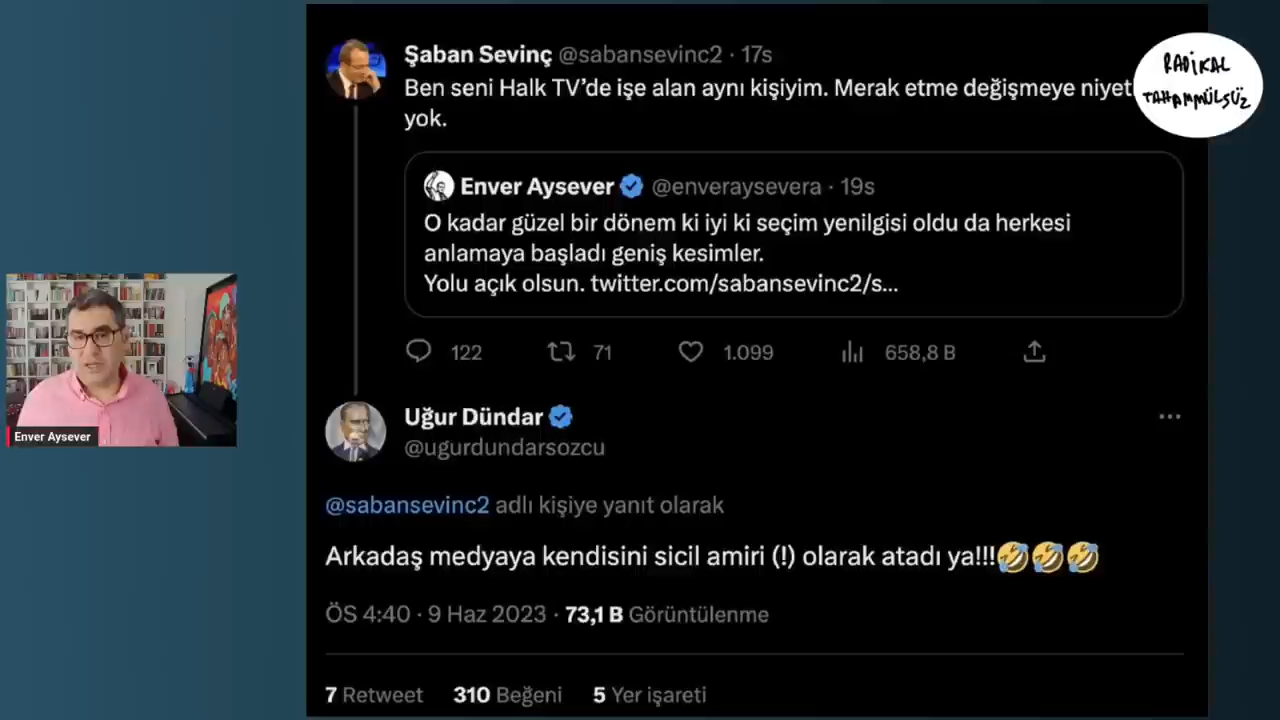 Şaban Sevinç @sabansevinc2 · 17s
Ben seni Halk TV’de işe alan aynı kişiyim. Merak etme değişmeye niyet
yok.
RADİKAL
TAHAMMÜLSÜZ
Enver Aysever @enveraysevera · 19s
O kadar güzel bir dönem ki iyi ki seçim yenilgisi oldu da herkesi
anlamaya başladı geniş kesimler.
Yolu açık olsun. twitter.com/sabansevinc2/s...
122 71 1.099 658,8 B
Enver Aysever
Uğur Dündar
@ugurdundarsozcu
@sabansevinc2 adlı kişiye yanıt olarak
Arkadaş medyaya kendisini sicil amiri (!) olarak atadı ya!!!🤣🤣🤣
ÖS 4:40 · 9 Haz 2023 · 73,1 B Görüntülenme
7 Retweet 310 Beğeni 5 Yer işareti